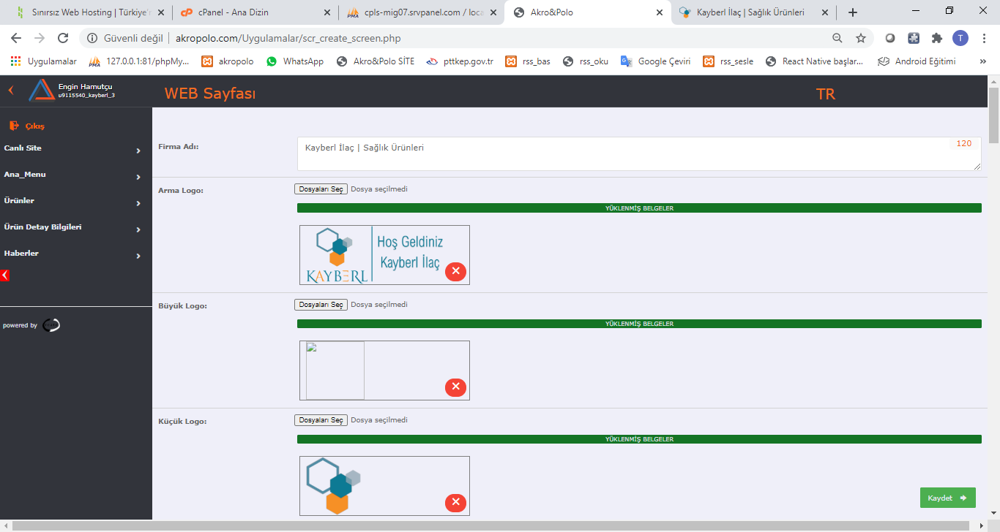 Sınırsız Web Hosting | Türkiye'n
cPanel - Ana Dizin
cpls-mig07.srvpanel.com / loca
Akro&Polo
Kayberl İlaç | Sağlık Ürünleri
Güvenli değil | akropolo.com/Uygulamalar/scr_create_screen.php
T
Uygulamalar
127.0.0.1:81/phpMy...
akropolo
WhatsApp
Akro&Polo SİTE
pttkep.gov.tr
rss_bas
rss_oku
Google Çeviri
rss_sesle
React Native başlar...
Android Eğitimi
Engin Hamutçu
u9115540_kayberl_3
WEB Sayfası
TR
Çıkış
Canlı Site
Ana_Menu
Ürünler
Ürün Detay Bilgileri
Haberler
powered by
Firma Adı:
Kayberl İlaç | Sağlık Ürünleri
120
Arma Logo:
Dosyaları Seç Dosya seçilmedi
YÜKLENMİŞ BELGELER
KAYBERL
Hoş Geldiniz
Kayberl İlaç
Büyük Logo:
Dosyaları Seç Dosya seçilmedi
YÜKLENMİŞ BELGELER
Küçük Logo:
Dosyaları Seç Dosya seçilmedi
YÜKLENMİŞ BELGELER
Kaydet